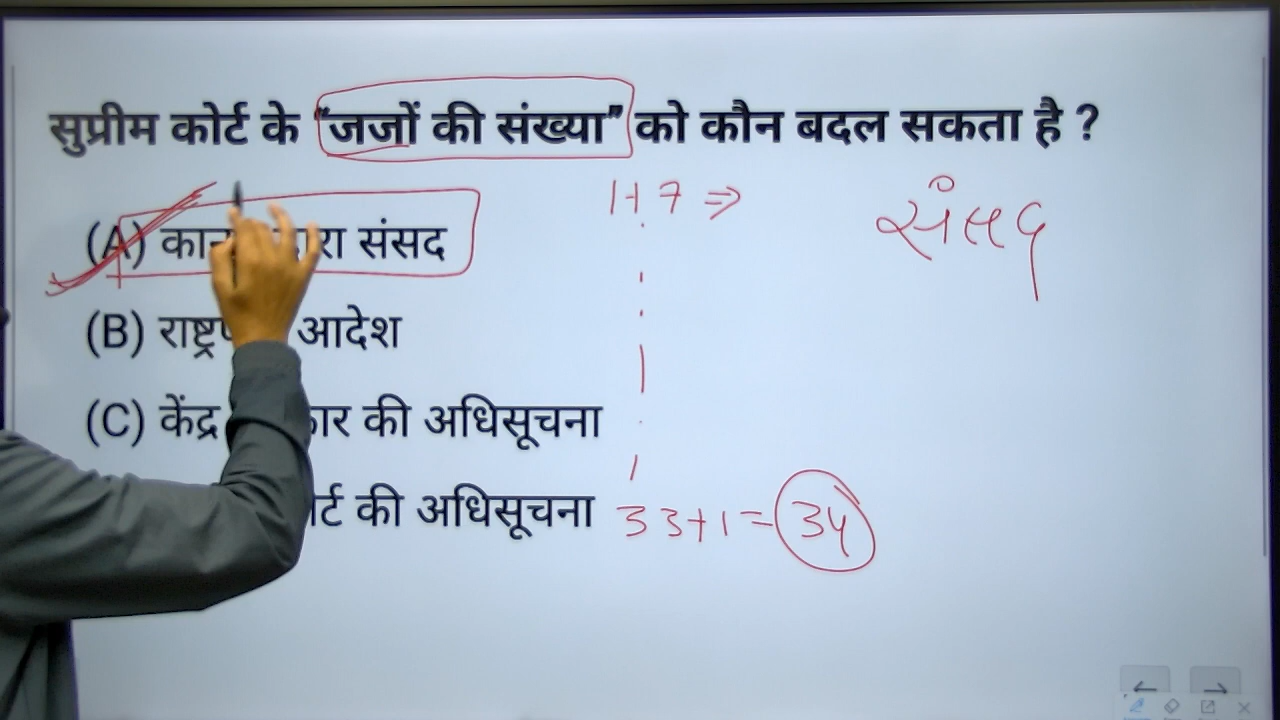 सुप्रीम कोर्ट के "जजों की संख्या" को कौन बदल सकता है ?
1+7 ⇒
संसद
(A) संसद
(B) आदेश
(C) केंद्र की अधिसूचना
की अधिसूचना
33+1=34